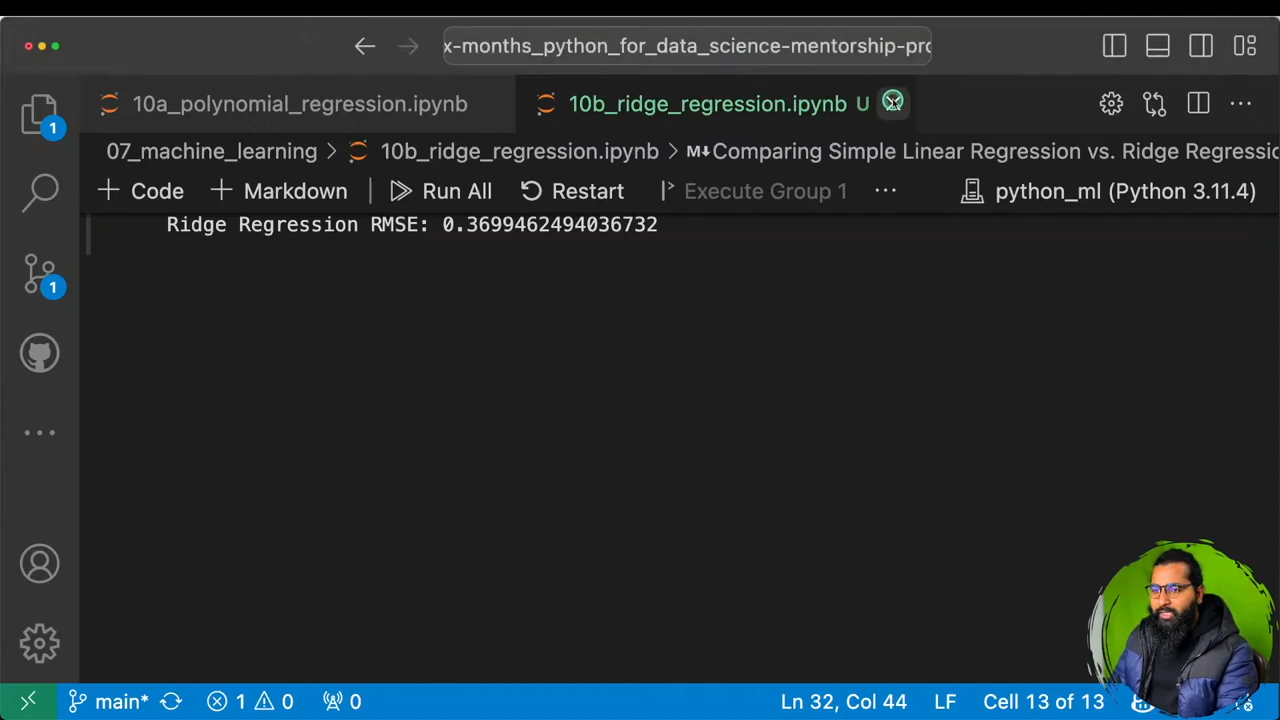 x-months_python_for_data_science-mentorship-pro
10a_polynomial_regression.ipynb
10b_ridge_regression.ipynb U
1
07_machine_learning > 10b_ridge_regression.ipynb > M↓Comparing Simple Linear Regression vs. Ridge Regressio
+ Code + Markdown | Run All Restart Execute Group 1 ... python_ml (Python 3.11.4)
Ridge Regression RMSE: 0.3699462494036732
1
main* 1 0 0 Ln 32, Col 44 LF Cell 13 of 13